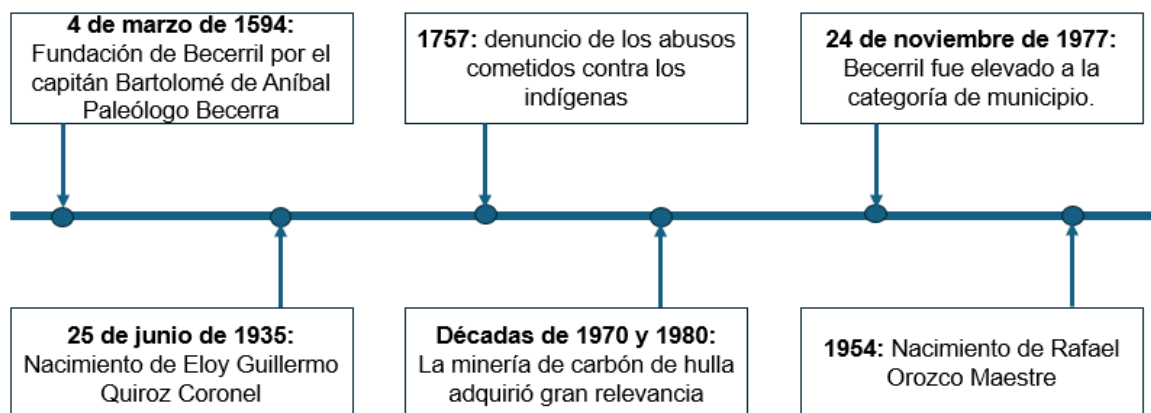 4 de marzo de 1594:
Fundación de Becerril por el
capitán Bartolomé de Aníbal
Paleólogo Becerra
1757: denuncio de los abusos
cometidos contra los
indígenas
24 de noviembre de 1977:
Becerril fue elevado a la
categoría de municipio.
25 de junio de 1935:
Nacimiento de Eloy Guillermo
Quiroz Coronel
Décadas de 1970 y 1980:
La minería de carbón de hulla
adquirió gran relevancia
1954: Nacimiento de Rafael
Orozco Maestre